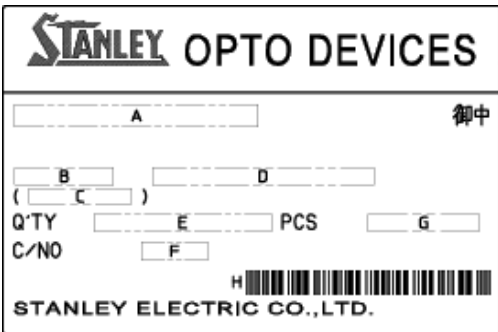 STANLEY OPTO DEVICES
A 御中
B D
( C )
Q'TY E PCS G
C/NO F
H
STANLEY ELECTRIC CO.,LTD.